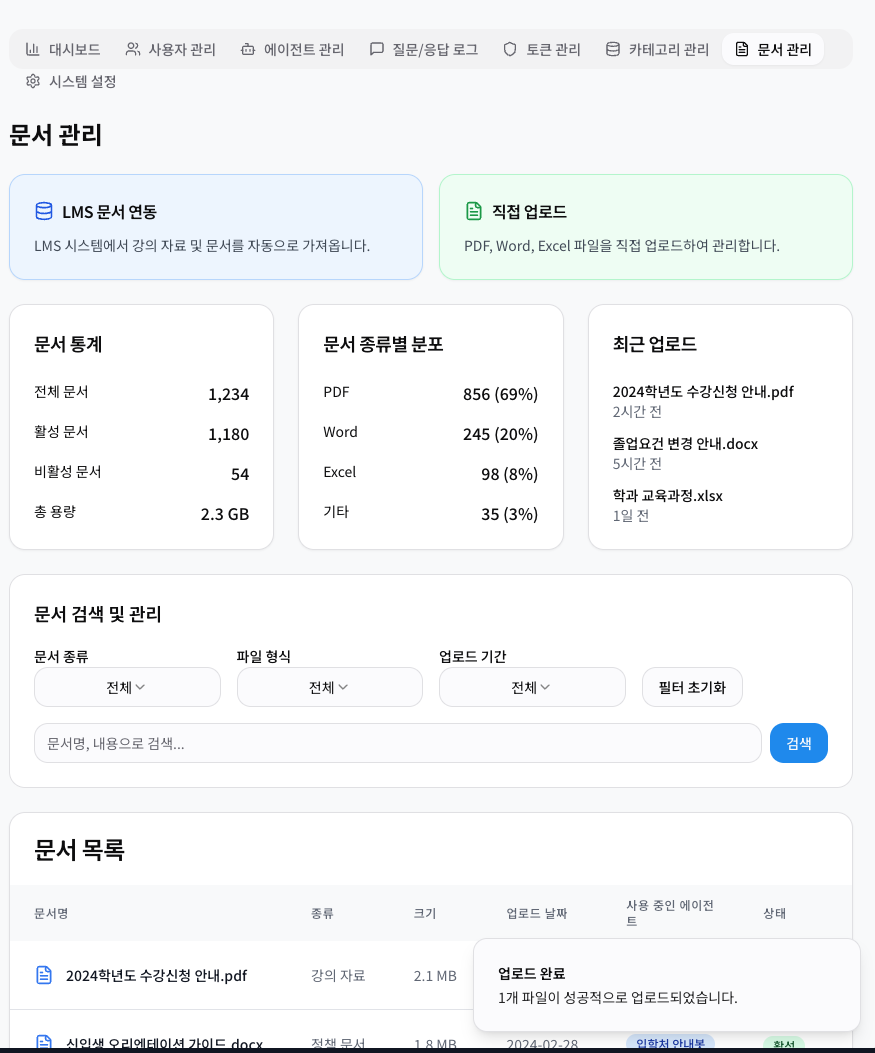 대시보드 사용자 관리 에이전트 관리 질문/응답 로그 토큰 관리 카테고리 관리 문서 관리
시스템 설정
문서 관리
LMS 문서 연동
LMS 시스템에서 강의 자료 및 문서를 자동으로 가져옵니다.
직접 업로드
PDF, Word, Excel 파일을 직접 업로드하여 관리합니다.
문서 통계
전체 문서 1,234
활성 문서 1,180
비활성 문서 54
총 용량 2.3 GB
문서 종류별 분포
PDF 856 (69%)
Word 245 (20%)
Excel 98 (8%)
기타 35 (3%)
최근 업로드
2024학년도 수강신청 안내.pdf
2시간 전
졸업요건 변경 안내.docx
5시간 전
학과 교육과정.xlsx
1일 전
문서 검색 및 관리
문서 종류 파일 형식 업로드 기간
전체 전체 전체 필터 초기화
문서명, 내용으로 검색... 검색
문서 목록
문서명 종류 크기 업로드 날짜 사용 중인 에이전
트 상태
2024학년도 수강신청 안내.pdf 강의 자료 2.1 MB
업로드 완료
1개 파일이 성공적으로 업로드되었습니다.
신입생 오리엔테이션 가이드.docx 정책 문서 1.8 MB 2024-02-28 입학처 안내봇 활성